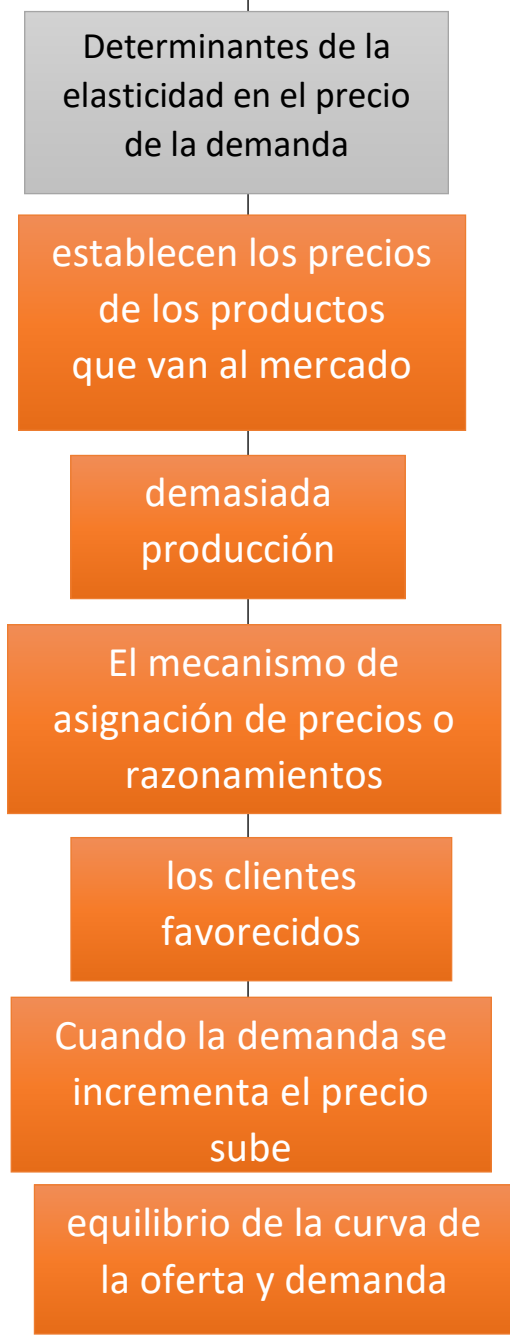 Determinantes de la
elasticidad en el precio
de la demanda
establecen los precios
de los productos
que van al mercado
demasiada
producción
El mecanismo de
asignación de precios o
razonamientos
los clientes
favorecidos
Cuando la demanda se
incrementa el precio
sube
equilibrio de la curva de
la oferta y demanda